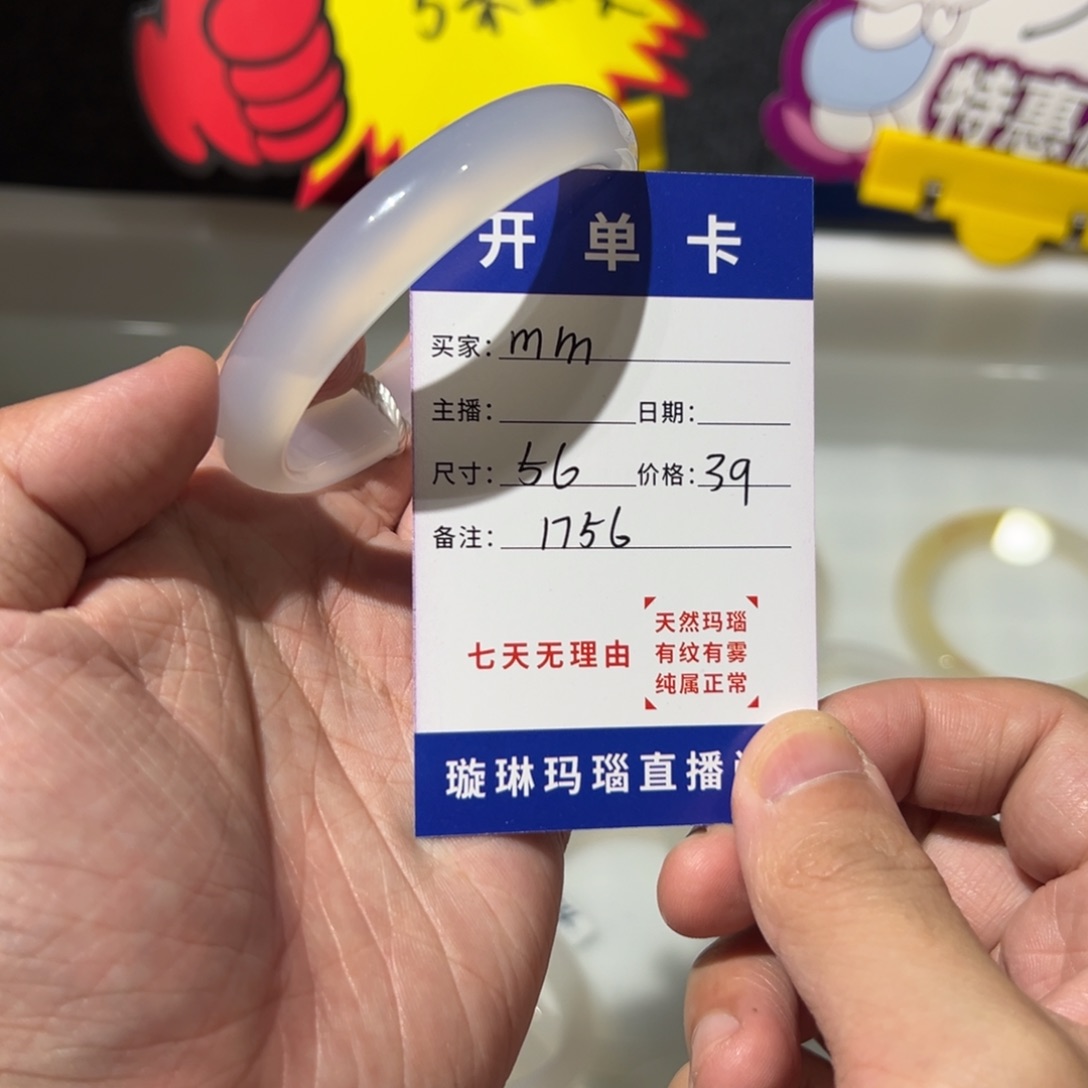 特惠
开单卡
买家: mm
主播: 日期:
尺寸: 56 价格: 39
备注: 1756
七天无理由
天然玛瑙
有纹有雾
纯属正常
璇琳玛瑙直播